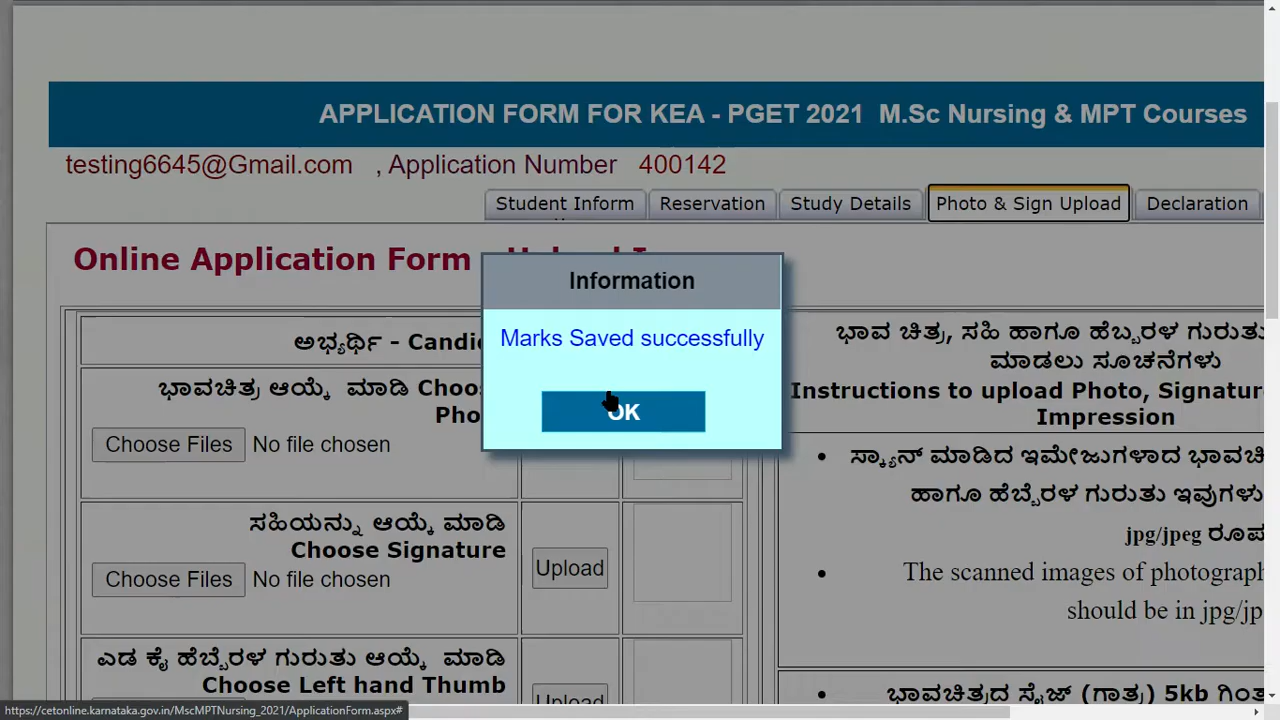 APPLICATION FORM FOR KEA - PGET 2021 M.Sc Nursing & MPT Courses
testing6645@Gmail.com , Application Number 400142
Student Inform
Reservation
Study Details
Photo & Sign Upload
Declaration
Online Application Form
Information
Marks Saved successfully
OK
ಅಭ್ಯರ್ಥಿ - Candi
ಭಾವಚಿತ್ರ ಆಯ್ಕೆ ಮಾಡಿ Choos
Pho
Choose Files No file chosen
ಸಹಿಯನ್ನು ಆಯ್ಕೆ ಮಾಡಿ
Choose Signature
Choose Files No file chosen
Upload
ಎಡ ಕೈ ಹೆಬ್ಬೆರಳ ಗುರುತು ಆಯ್ಕೆ ಮಾಡಿ
Choose Left hand Thumb
Upload
ಭಾವ ಚಿತ್ರ, ಸಹಿ ಹಾಗೂ ಹೆಬ್ಬೆರಳ ಗುರುತು
ಮಾಡಲು ಸೂಚನೆಗಳು
Instructions to upload Photo, Signature
Impression
• ಸ್ಕ್ಯಾನ್ ಮಾಡಿದ ಇಮೇಜುಗಳಾದ ಭಾವಚಿ
ಹಾಗೂ ಹೆಬ್ಬೆರಳ ಗುರುತು ಇವುಗಳು
jpg/jpeg ರೂಪ
• The scanned images of photograph
should be in jpg/jp
• ಭಾವಚಿತ್ರದ ಸೈಜ್ (ಗಾತ್ರ) 5kb ಗಿಂತ
https://cetonline.karnataka.gov.in/MscMPTNursing_2021/ApplicationForm.aspx#